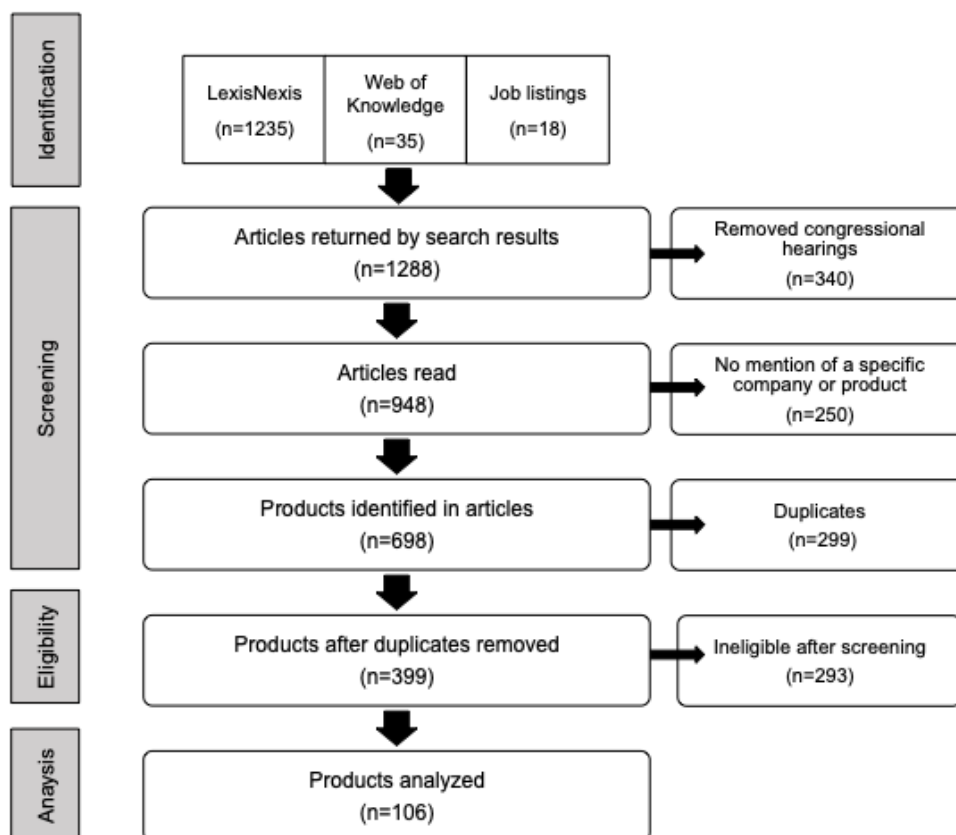 Identification
LexisNexis
(n=1235)
Web of
Knowledge
(n=35)
Job listings
(n=18)
Screening
Articles returned by search results
(n=1288)
Removed congressional
hearings
(n=340)
Articles read
(n=948)
No mention of a specific
company or product
(n=250)
Products identified in articles
(n=698)
Duplicates
(n=299)
Eligibility
Products after duplicates removed
(n=399)
Ineligible after screening
(n=293)
Anaysis
Products analyzed
(n=106)